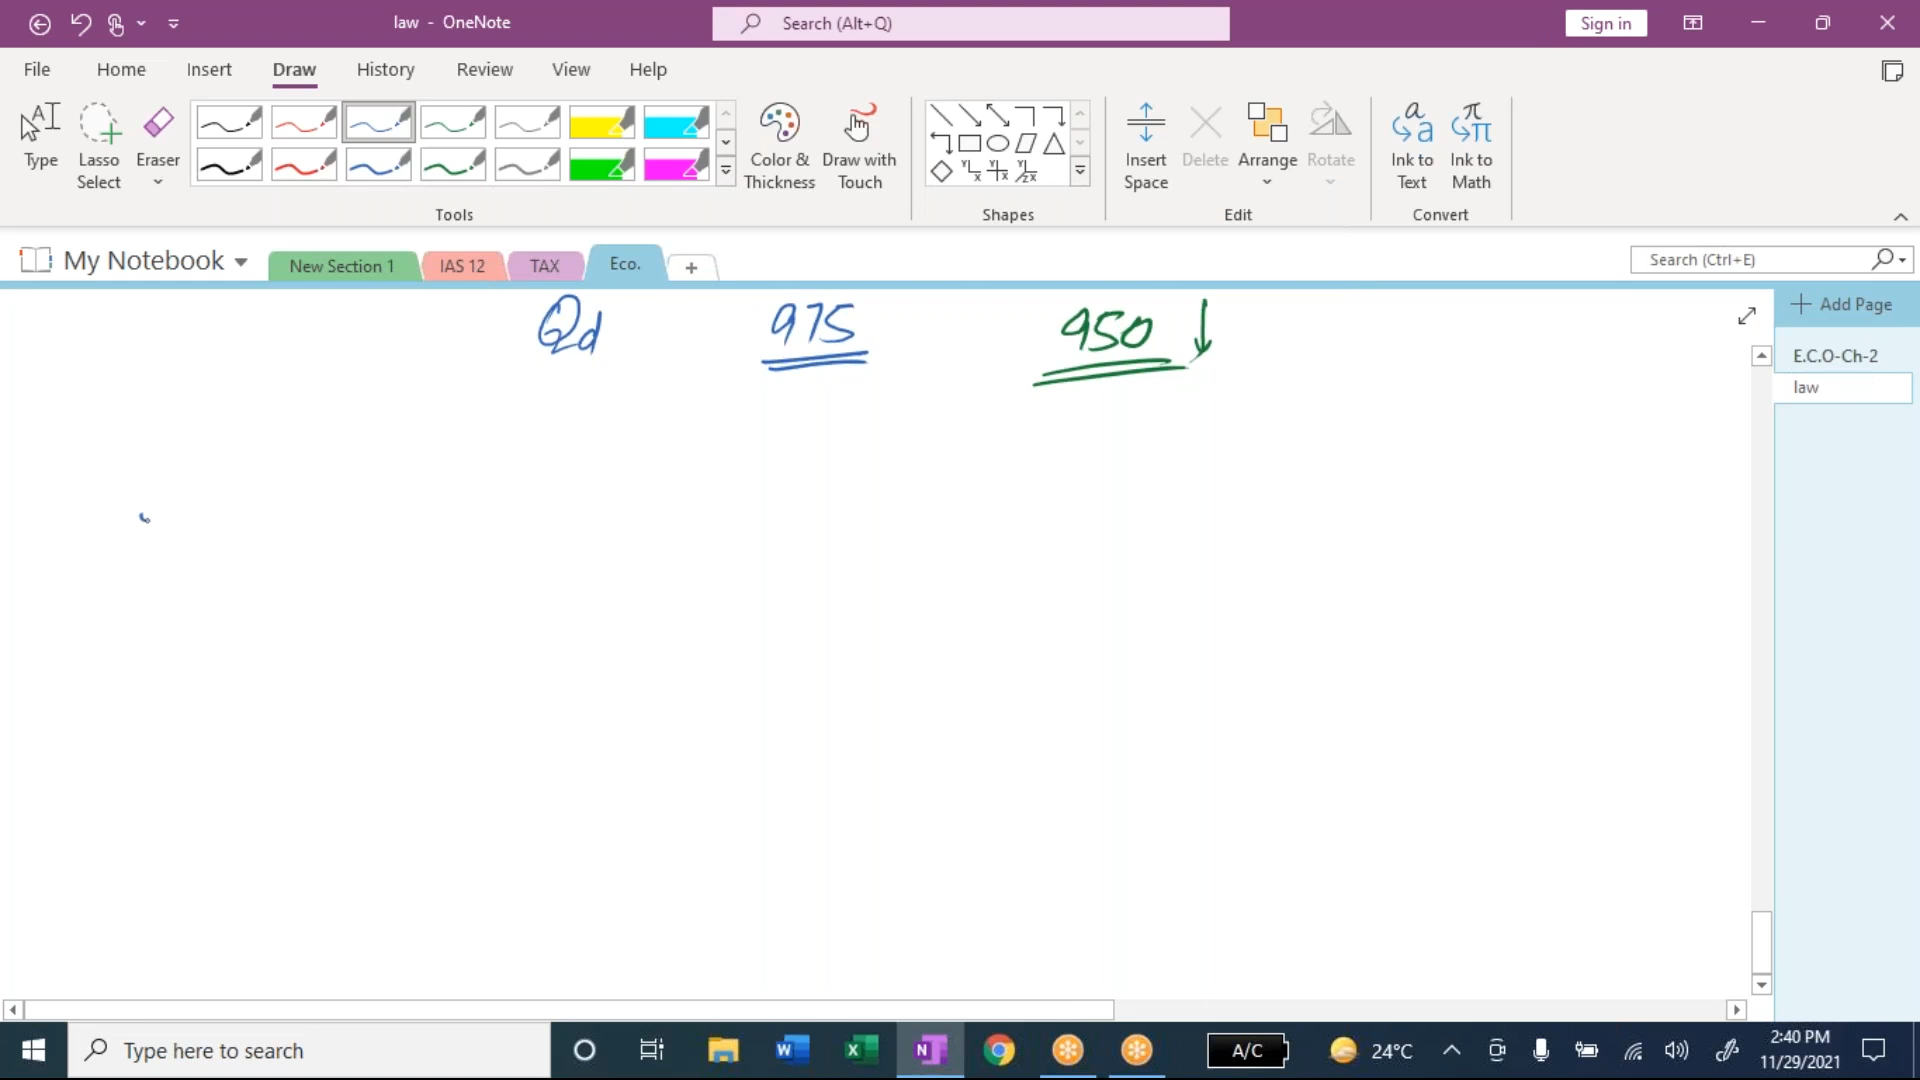 law - OneNote
Search (Alt+Q)
Sign in
File Home Insert Draw History Review View Help
Type
Lasso Select
Eraser
Color & Thickness
Draw with Touch
Insert Space
Delete
Arrange
Rotate
Ink to Text
Ink to Math
Tools Shapes Edit Convert
My Notebook New Section 1 IAS 12 TAX Eco.
Search (Ctrl+E)
Add Page
E.C.O-Ch-2
law
Qd 975 950
Type here to search
A/C
24°C
2:40 PM
11/29/2021